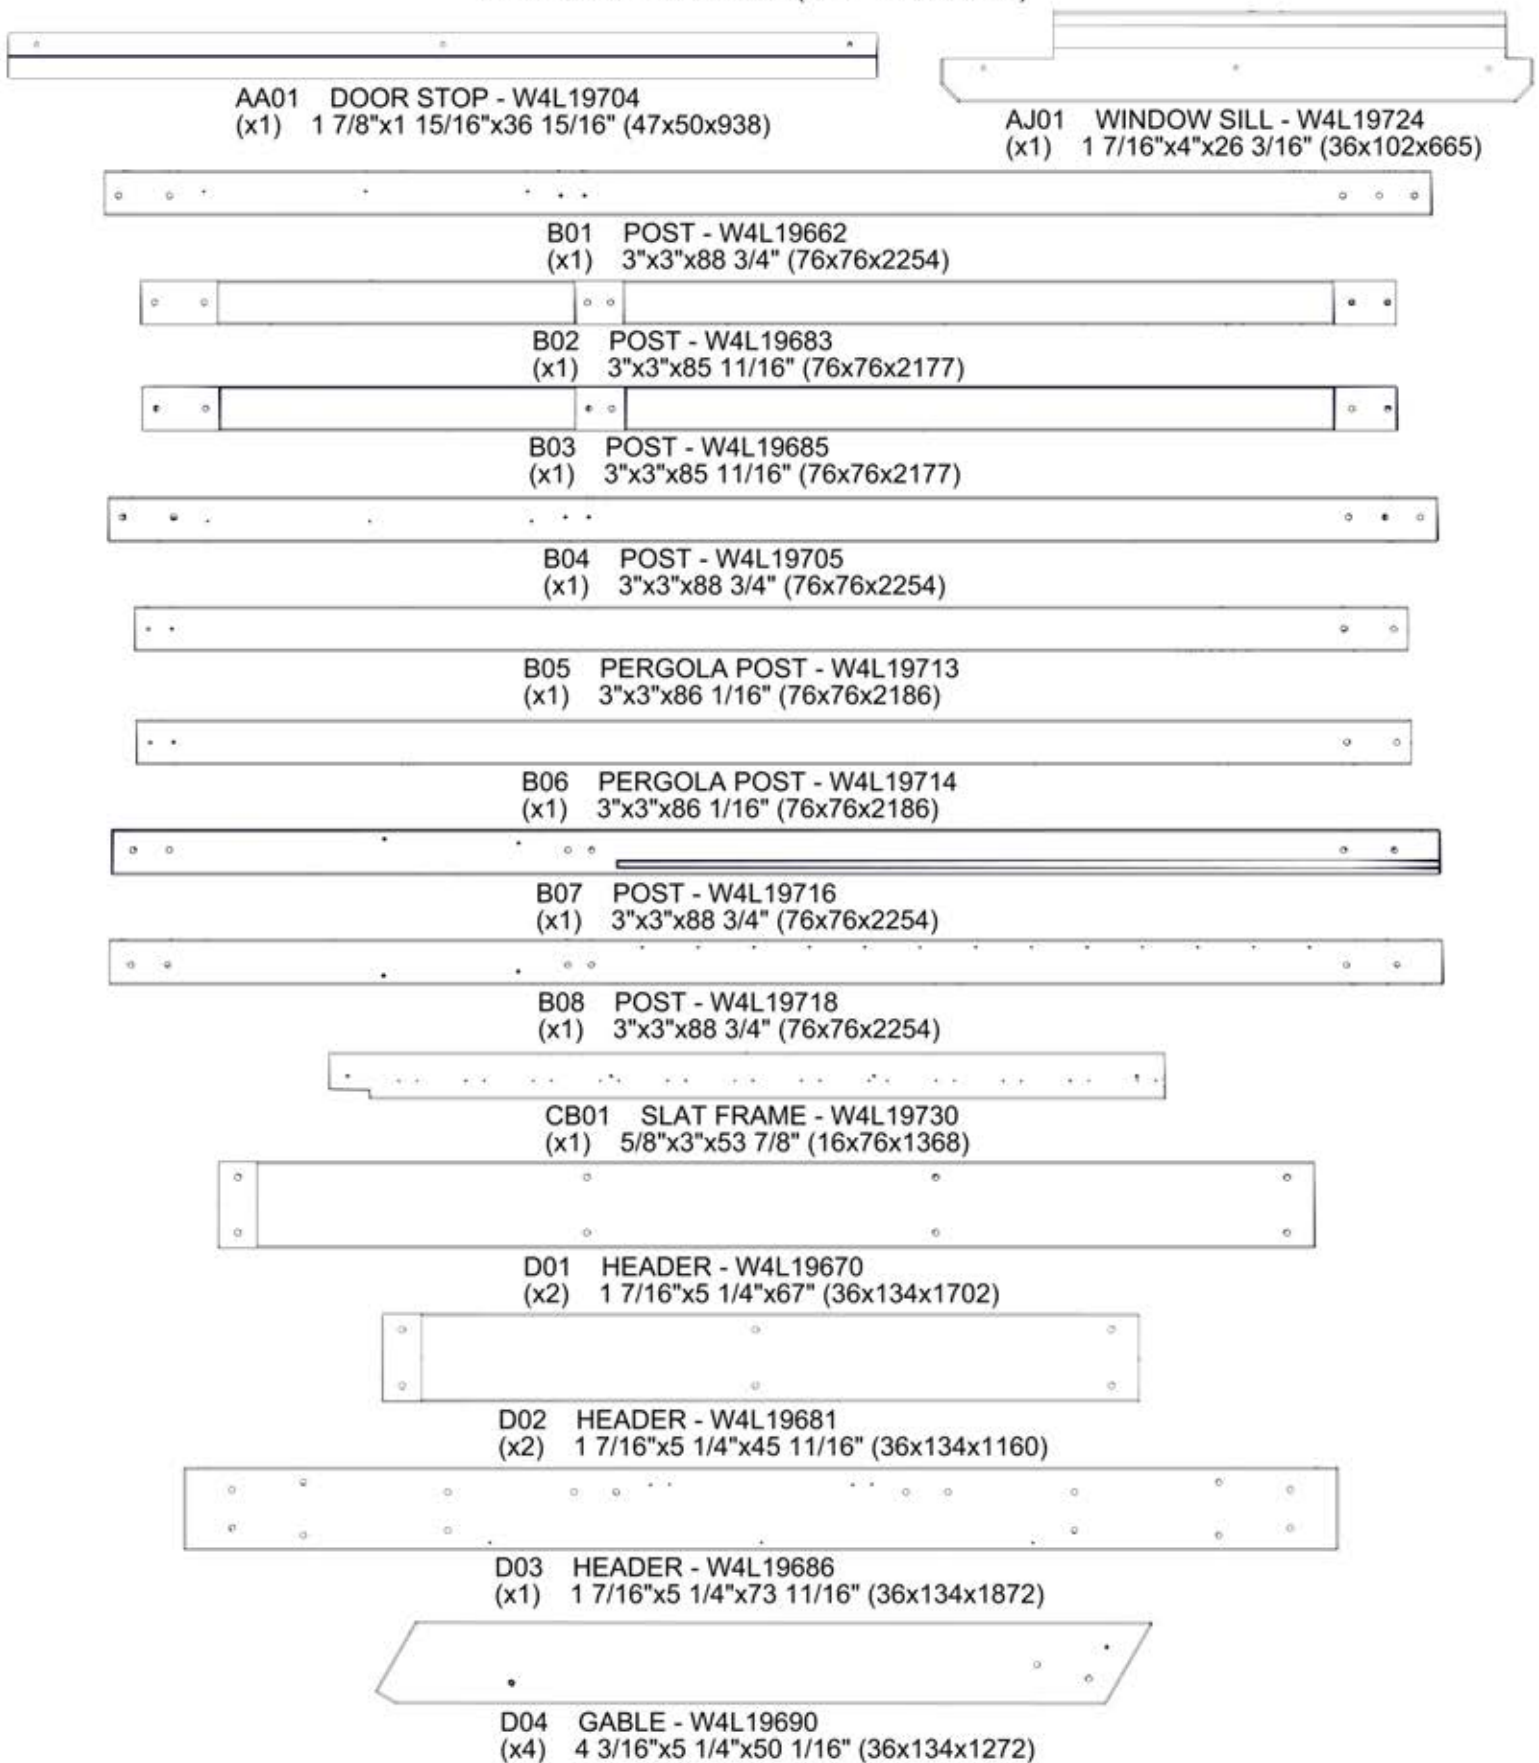 AA01 DOOR STOP - W4L19704
(x1) 1 7/8"x1 15/16"x36 15/16" (47x50x938)
AJ01 WINDOW SILL - W4L19724
(x1) 1 7/16"x4"x26 3/16" (36x102x665)
B01 POST - W4L19662
(x1) 3"x3"x88 3/4" (76x76x2254)
B02 POST - W4L19683
(x1) 3"x3"x85 11/16" (76x76x2177)
B03 POST - W4L19685
(x1) 3"x3"x85 11/16" (76x76x2177)
B04 POST - W4L19705
(x1) 3"x3"x88 3/4" (76x76x2254)
B05 PERGOLA POST - W4L19713
(x1) 3"x3"x86 1/16" (76x76x2186)
B06 PERGOLA POST - W4L19714
(x1) 3"x3"x86 1/16" (76x76x2186)
B07 POST - W4L19716
(x1) 3"x3"x88 3/4" (76x76x2254)
B08 POST - W4L19718
(x1) 3"x3"x88 3/4" (76x76x2254)
CB01 SLAT FRAME - W4L19730
(x1) 5/8"x3"x53 7/8" (16x76x1368)
D01 HEADER - W4L19670
(x2) 1 7/16"x5 1/4"x67" (36x134x1702)
D02 HEADER - W4L19681
(x2) 1 7/16"x5 1/4"x45 11/16" (36x134x1160)
D03 HEADER - W4L19686
(x1) 1 7/16"x5 1/4"x73 11/16" (36x134x1872)
D04 GABLE - W4L19690
(x4) 4 3/16"x5 1/4"x50 1/16" (36x134x1272)